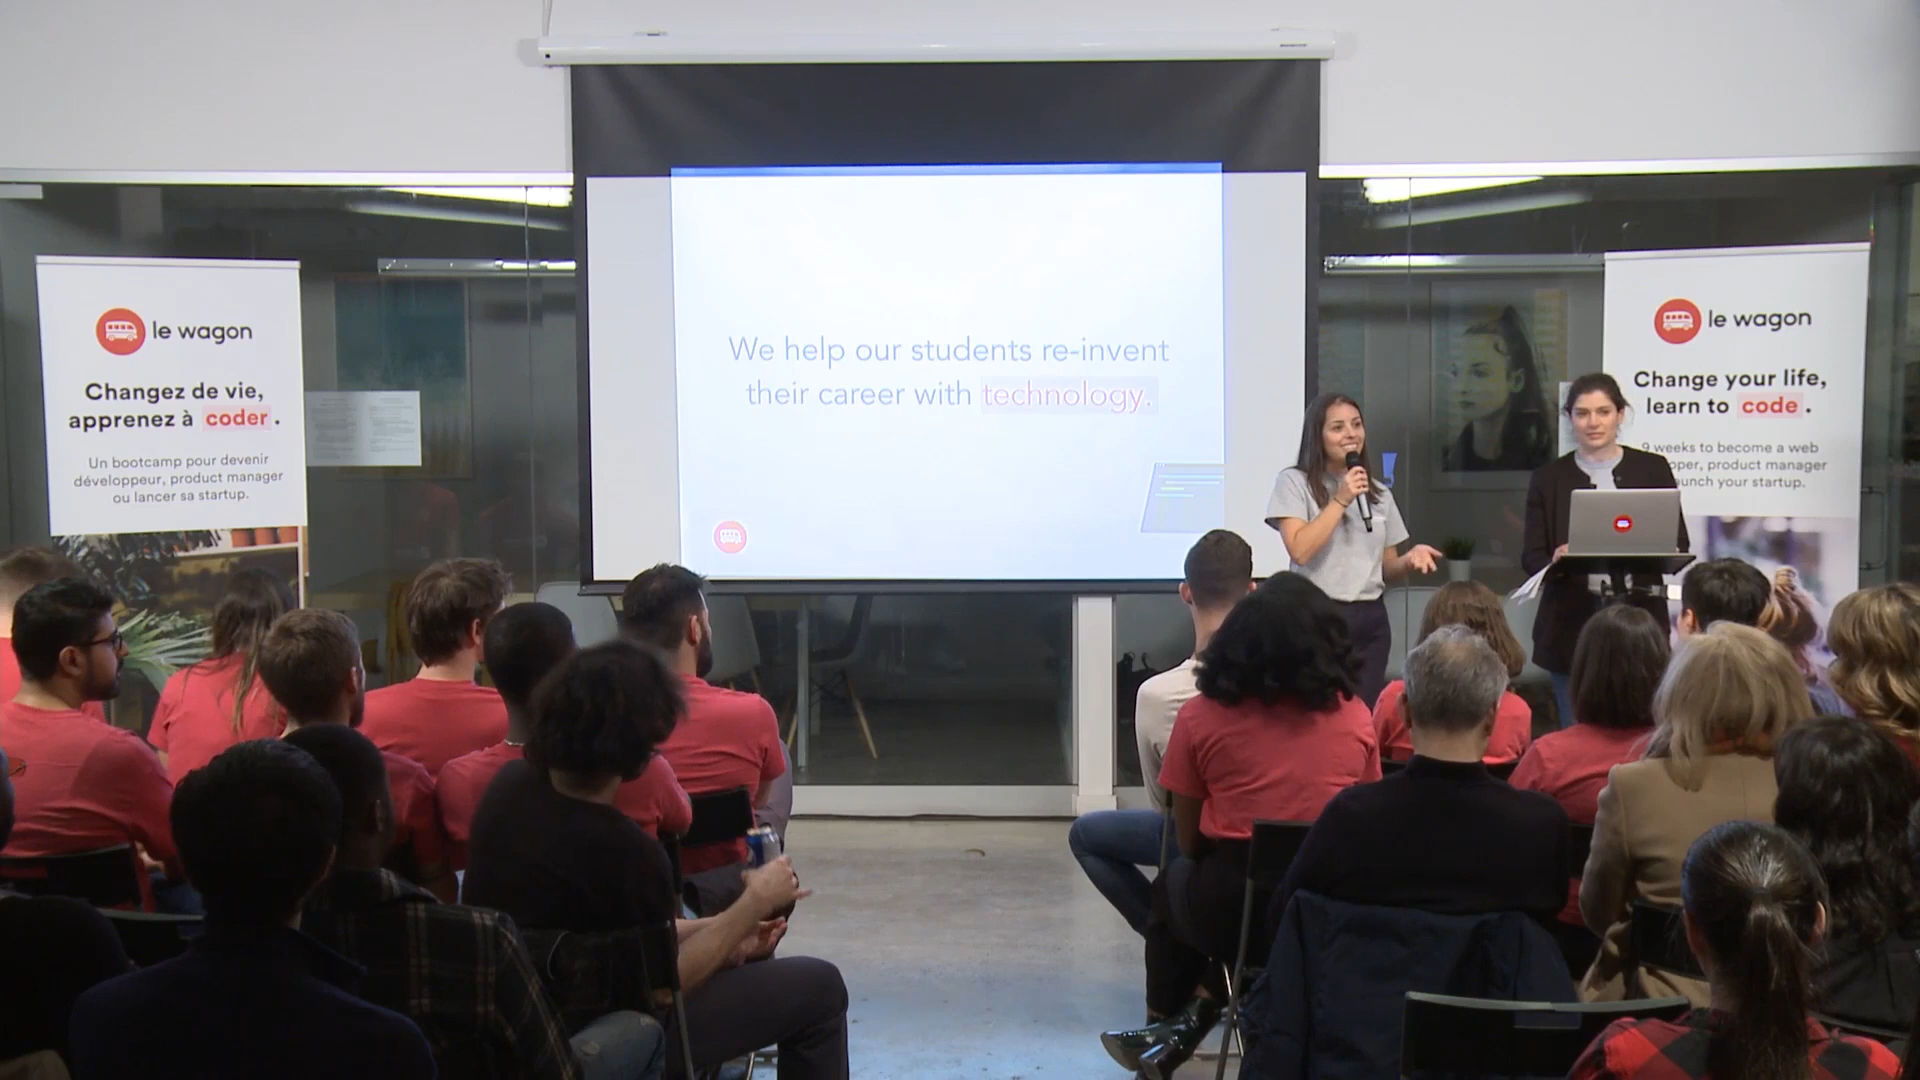 We help our students re-invent
their career with technology.
le wagon
Changez de vie,
apprenez à coder.
Un bootcamp pour devenir
développeur, product manager
ou lancer sa startup.
le wagon
Change your life,
learn to code.
9 weeks to become a web
oper, product manager
unch your startup.